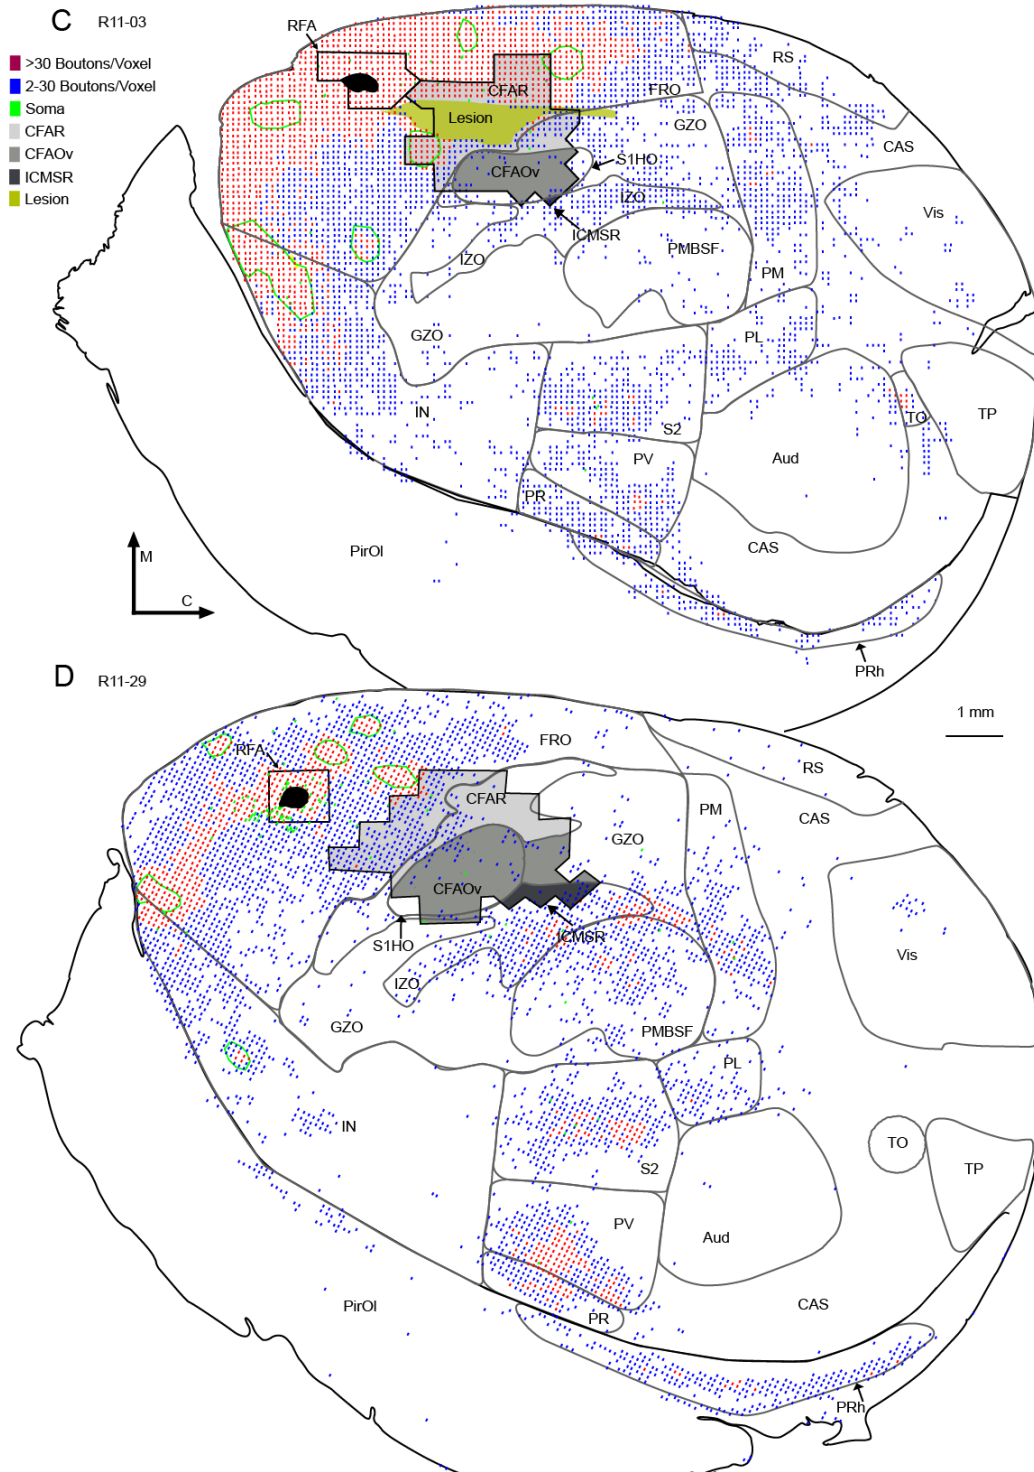 C R11-03
>30 Boutons/Voxel
2-30 Boutons/Voxel
Soma
CFAR
CFAOv
ICMSR
Lesion
RFA
CFAR
Lesion
CFAOv
S1HO
ICMSR
IZO
IZO
GZO
GZO
FRO
RS
CAS
Vis
PMBSF
PM
PL
IN
S2
PV
PR
Aud
TO
TP
CAS
PirOl
PRh
M
C
1 mm
D R11-29
RFA
FRO
CFAR
CFAOv
S1HO
ICMSR
IZO
GZO
GZO
PM
RS
CAS
Vis
PMBSF
PL
IN
S2
PV
PR
Aud
TO
TP
CAS
PirOl
PRh